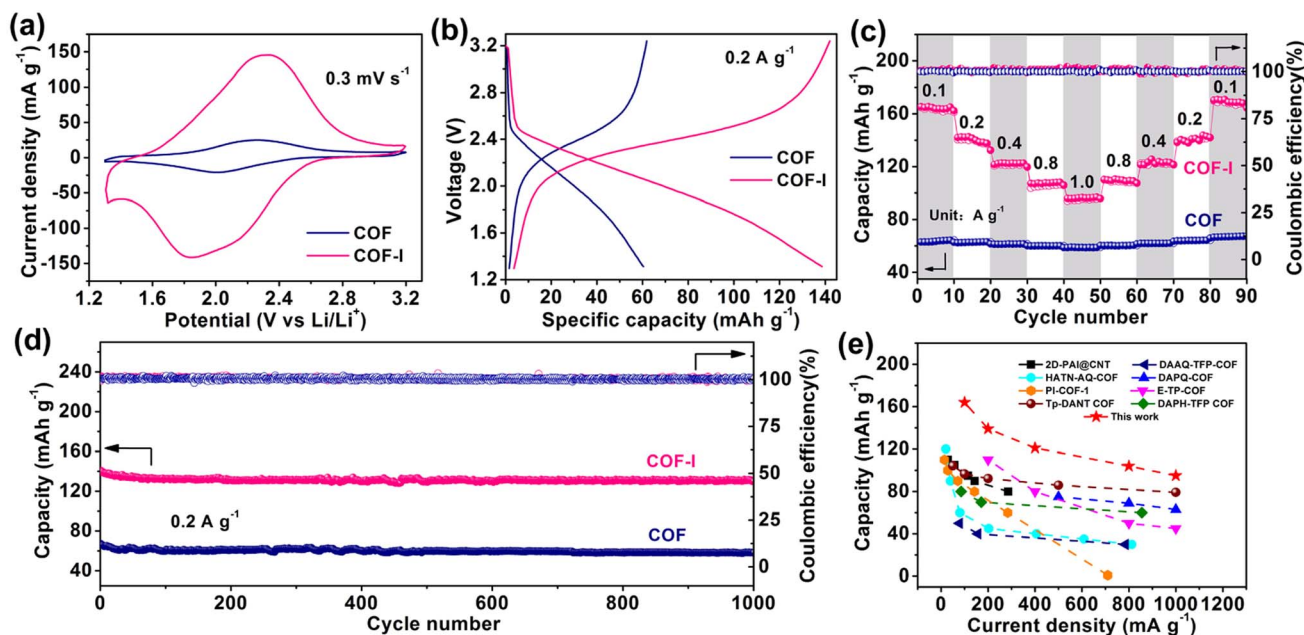 (a)
150
100
50
0
-50
-100
-150
Current density (mA g⁻¹)
0.3 mV s⁻¹
COF
COF-I
1.3 1.6 2.0 2.4 2.8 3.2
Potential (V vs Li/Li⁺)
(b)
3.2
2.8
2.4
2.0
1.6
1.2
Voltage (V)
0.2 A g⁻¹
COF
COF-I
0 20 40 60 80 100 120 140
Specific capacity (mAh g⁻¹)
(c)
200
160
120
80
40
Capacity (mAh g⁻¹)
0.1 0.2 0.4 0.8 1.0 0.8 0.4 0.2 0.1
COF-I
Unit: A g⁻¹
COF
100
75
50
25
0
Coulombic efficiency(%)
0 10 20 30 40 50 60 70 80 90
Cycle number
(d)
240
200
160
120
80
40
Capacity (mAh g⁻¹)
COF-I
0.2 A g⁻¹
COF
100
75
50
25
0
Coulombic efficiency(%)
0 200 400 600 800 1000
Cycle number
(e)
200
160
120
80
40
0
Capacity (mAh g⁻¹)
2D-PAI@CNT DAAQ-TFP-COF
HATN-AQ-COF DAPQ-COF
PI-COF-1 E-TP-COF
Tp-DANT COF DAPH-TFP COF
This work
0 200 400 600 800 1000 1200
Current density (mA g⁻¹)